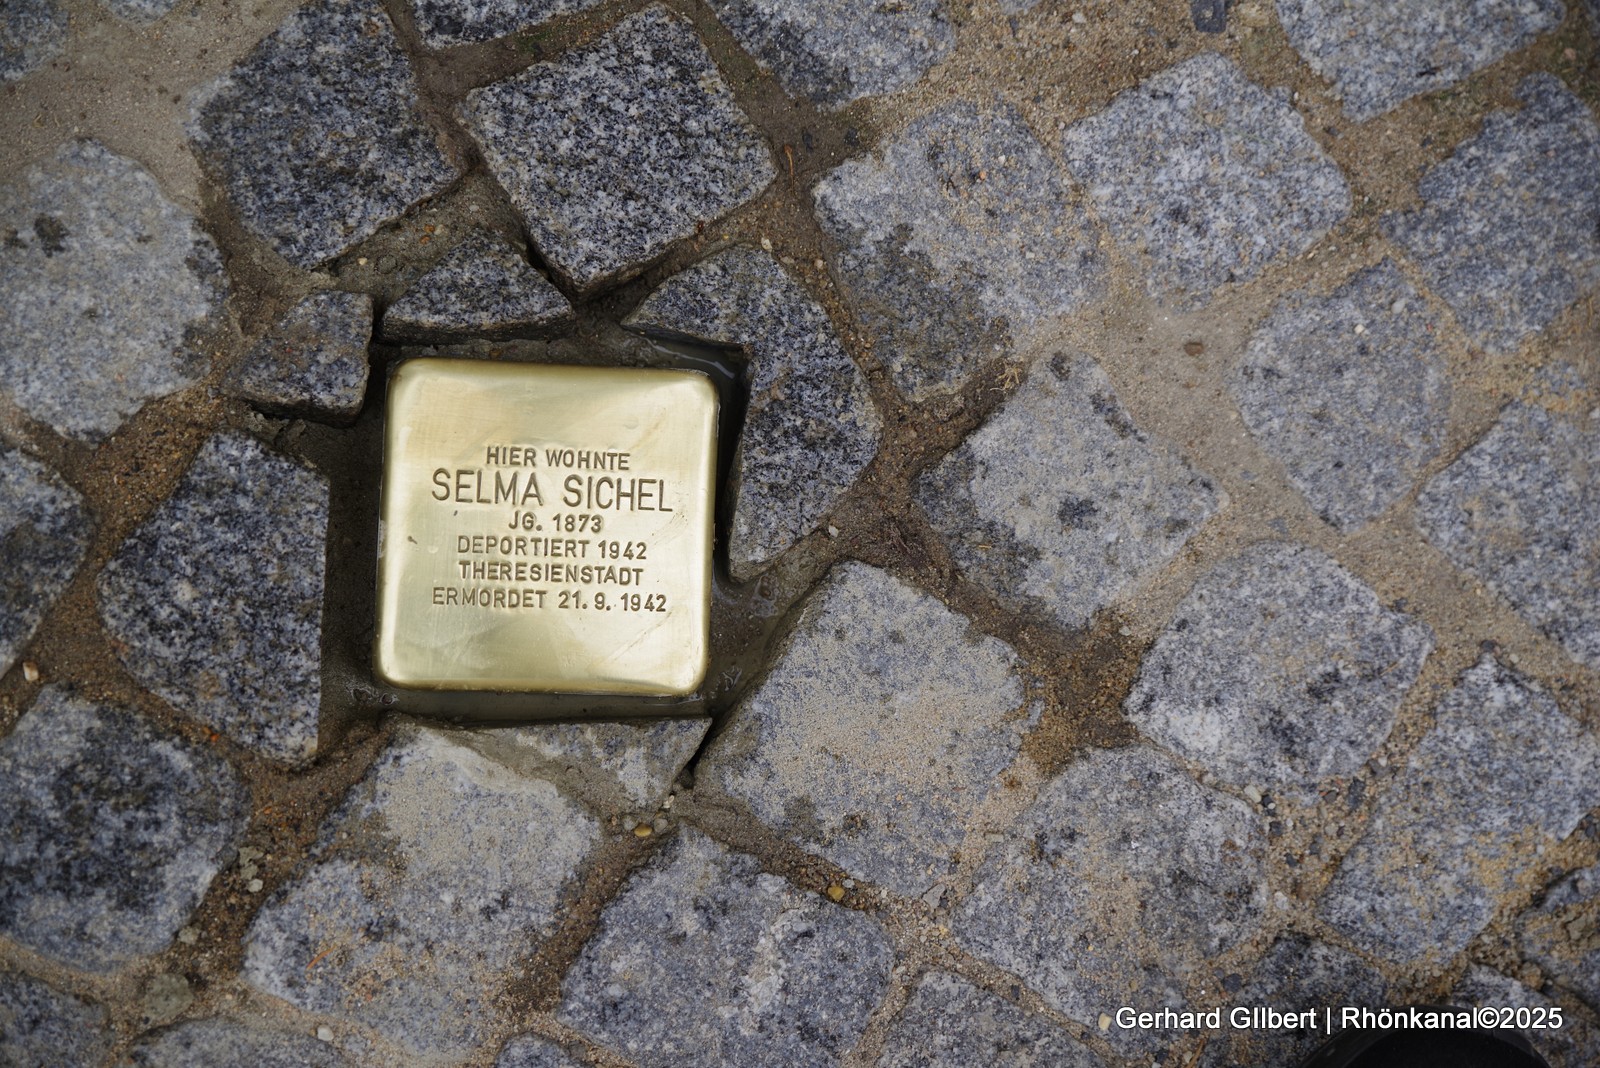 HIER WOHNTE
SELMA SICHEL
JG. 1873
DEPORTIERT 1942
THERESIENSTADT
ERMORDET 21.9.1942
Gerhard GIlbert | Rhönkanal©2025